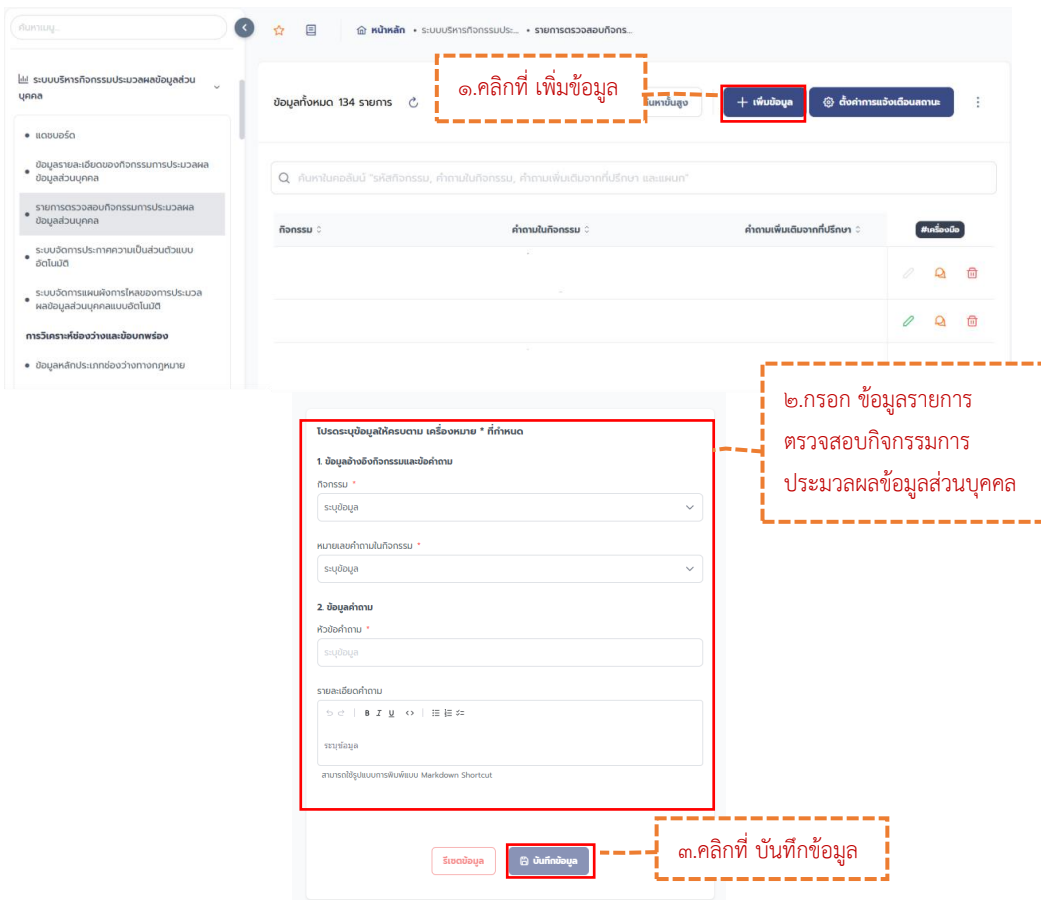 ค้นหาเมนู...
หน้าหลัก • ระบบบริหารกิจกรรมประ... • รายการตรวจสอบกิจกร...
ระบบบริหารกิจกรรมประมวลผลข้อมูลส่วน
บุคคล
• แดชบอร์ด
• ข้อมูลรายละเอียดของกิจกรรมการประมวลผล
ข้อมูลส่วนบุคคล
• รายการตรวจสอบกิจกรรมการประมวลผล
ข้อมูลส่วนบุคคล
• ระบบจัดการประกาศความเป็นส่วนตัวแบบ
อัตโนมัติ
• ระบบจัดการแผนผังการไหลของการประมวล
ผลข้อมูลส่วนบุคคลแบบอัตโนมัติ
การวิเคราะห์ช่องว่างและข้อบกพร่อง
• ข้อมูลหลักประเภทช่องว่างทางกฎหมาย
ข้อมูลทั้งหมด 134 รายการ
๑.คลิกที่ เพิ่มข้อมูล
นหาขั้นสูง
+ เพิ่มข้อมูล
ตั้งค่าการแจ้งเตือนสถานะ
ค้นหาในคอลัมน์ "รหัสกิจกรรม, คำถามในกิจกรรม, คำถามเพิ่มเติมจากที่ปรึกษา และแผนก"
กิจกรรม คำถามในกิจกรรม คำถามเพิ่มเติมจากที่ปรึกษา #เครื่องมือ
๒.กรอก ข้อมูลรายการ
ตรวจสอบกิจกรรมการ
ประมวลผลข้อมูลส่วนบุคคล
โปรดระบุข้อมูลให้ครบตาม เครื่องหมาย * ที่กำหนด
1. ข้อมูลอ้างอิงกิจกรรมและข้อคำถาม
กิจกรรม *
ระบุข้อมูล
หมายเลขคำถามในกิจกรรม *
ระบุข้อมูล
2. ข้อมูลคำถาม
หัวข้อคำถาม *
ระบุข้อมูล
รายละเอียดคำถาม
B I U <>
ระบุข้อมูล
สามารถใช้รูปแบบการพิมพ์แบบ Markdown Shortcut
รีเซตข้อมูล
บันทึกข้อมูล
๓.คลิกที่ บันทึกข้อมูล